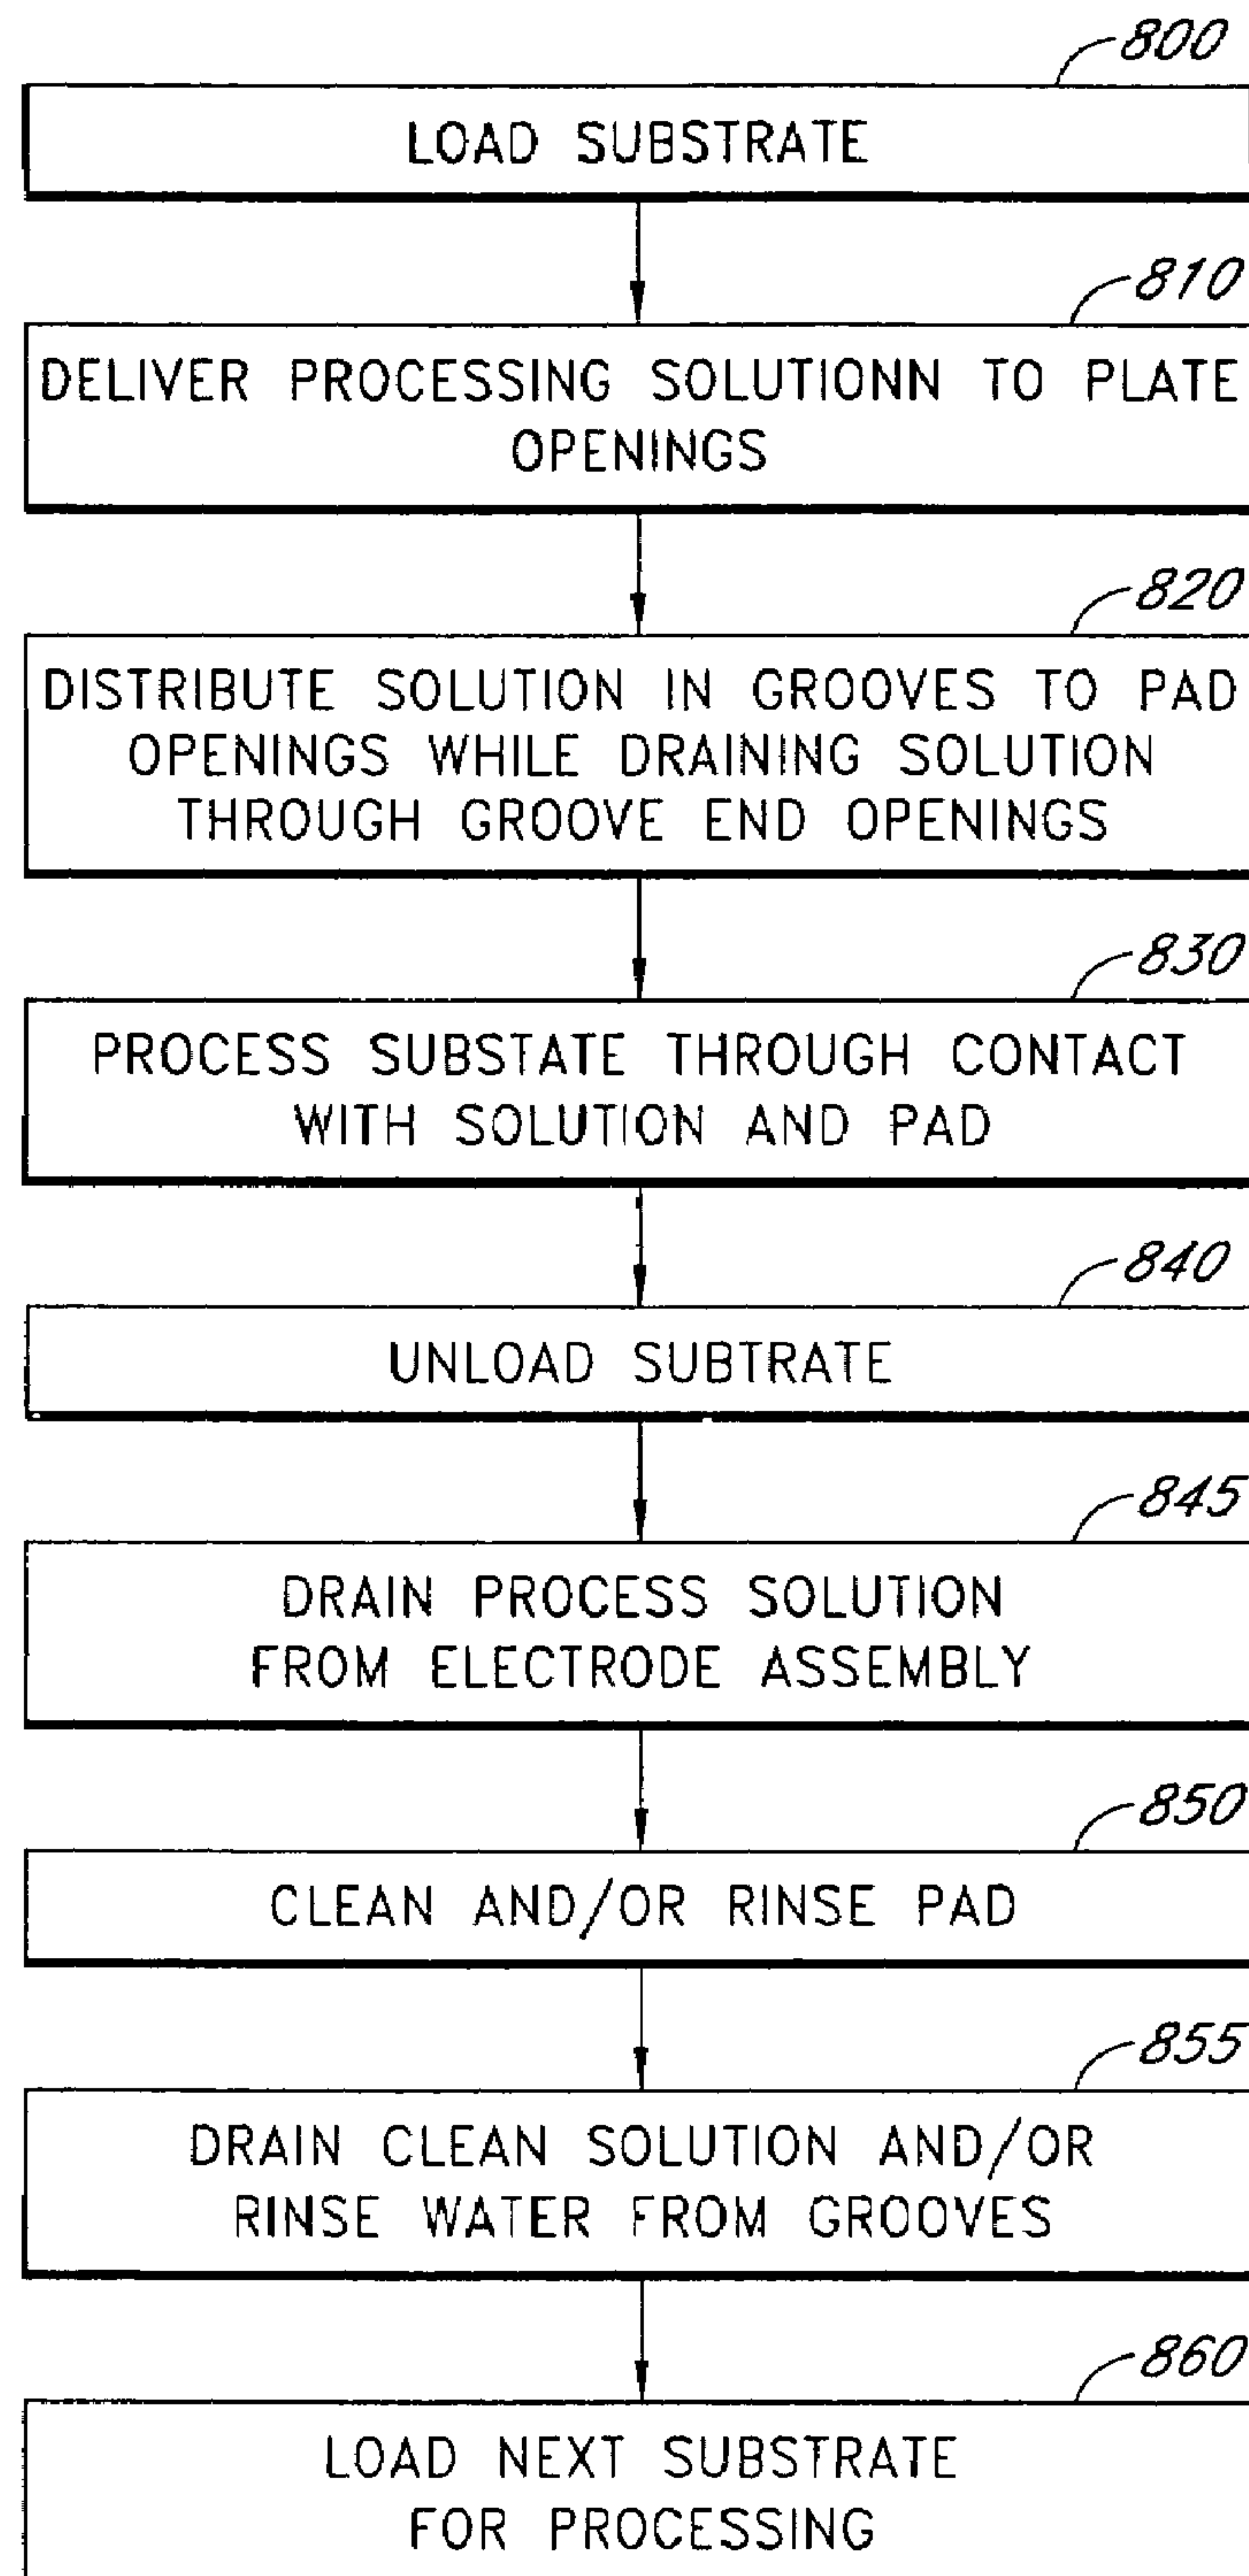 800
LOAD SUBSTRATE
810
DELIVER PROCESSING SOLUTIONN TO PLATE
OPENINGS
820
DISTRIBUTE SOLUTION IN GROOVES TO PAD
OPENINGS WHILE DRAINING SOLUTION
THROUGH GROOVE END OPENINGS
830
PROCESS SUBSTATE THROUGH CONTACT
WITH SOLUTION AND PAD
840
UNLOAD SUBTRATE
845
DRAIN PROCESS SOLUTION
FROM ELECTRODE ASSEMBLY
850
CLEAN AND/OR RINSE PAD
855
DRAIN CLEAN SOLUTION AND/OR
RINSE WATER FROM GROOVES
860
LOAD NEXT SUBSTRATE
FOR PROCESSING